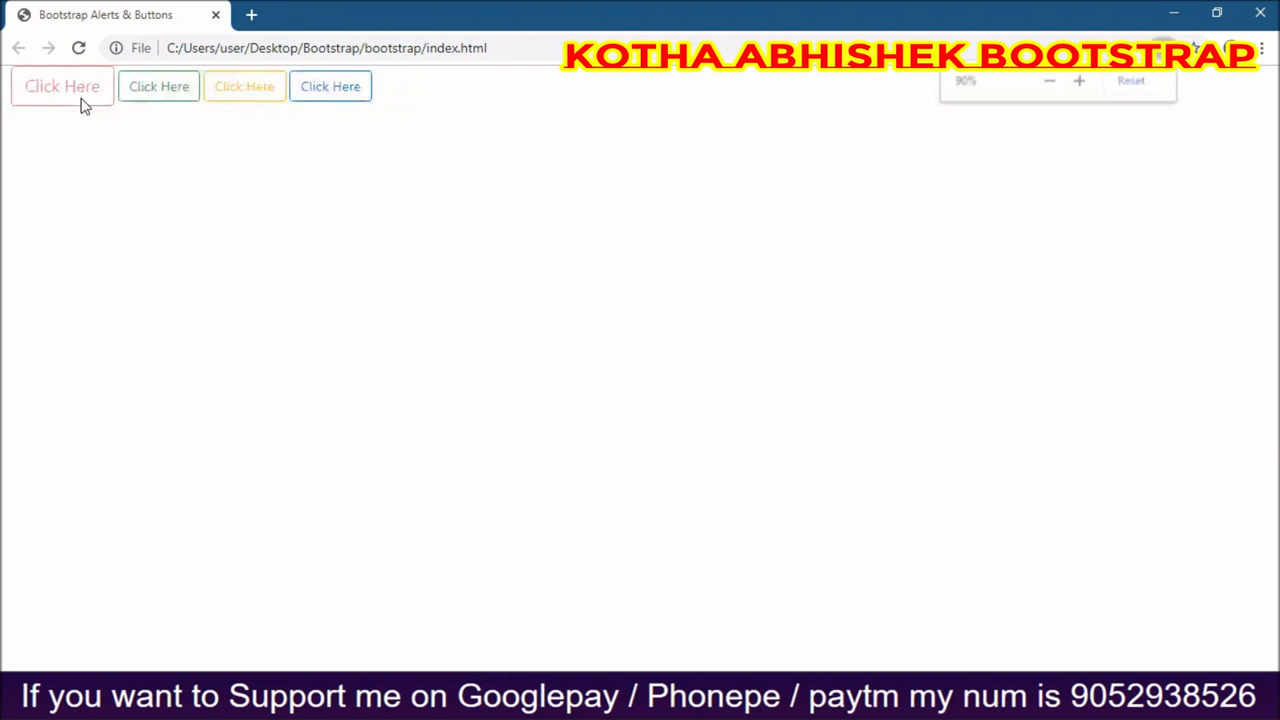 Bootstrap Alerts & Buttons
File C:/Users/user/Desktop/Bootstrap/bootstrap/index.html
KOTHA ABHISHEK BOOTSTRAP
Click Here Click Here Click Here Click Here
90% Reset
If you want to Support me on Googlepay / Phonepe / paytm my num is 9052938526